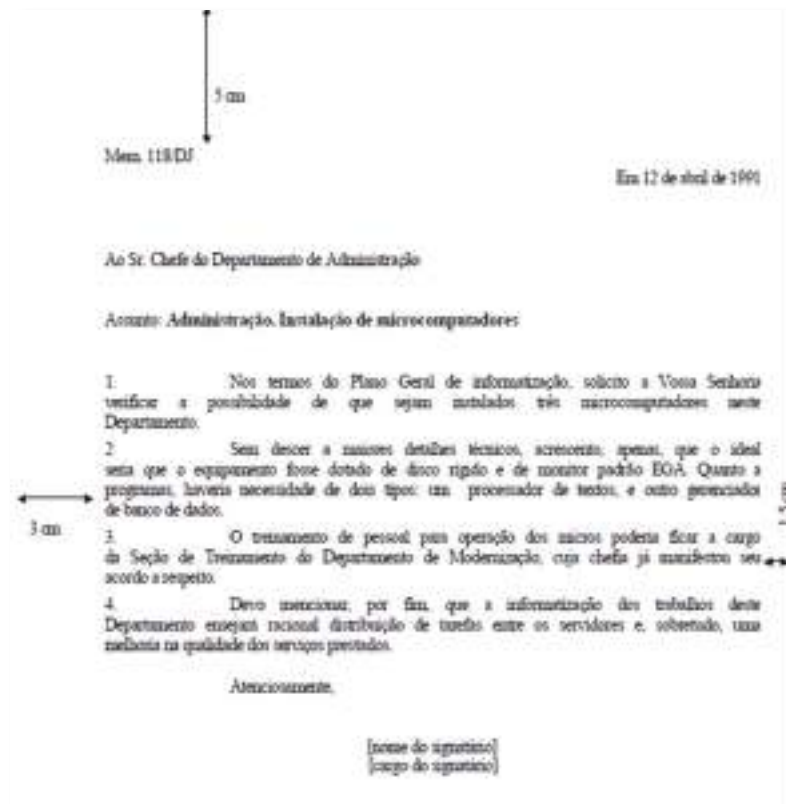 5 cm
Mem. 118/DJ
Em 12 de abril de 1991
Ao Sr. Chefe do Departamento de Administração
Assunto: Administração. Instalação de microcomputadores
1. Nos termos do Plano Geral de informatização, solicito a Vossa Senhoria
verificar a possibilidade de que sejam instalados três microcomputadores neste
Departamento.
2 Sem descer a maiores detalhes técnicos, acrescento, apenas, que o ideal
seria que o equipamento fosse dotado de disco rígido e de monitor padrão EGA. Quanto a
programas, haveria necessidade de dois tipos: um processador de textos, e outro gerenciador
de banco de dados.
3. O treinamento de pessoal para operação dos micros poderia ficar a cargo
da Seção de Treinamento do Departamento de Modernização, cuja chefia já manifestou seu
acordo a respeito.
4. Devo mencionar, por fim, que a informatização dos trabalhos deste
Departamento ensejará racional distribuição de tarefas entre os servidores e, sobretudo, uma
melhoria na qualidade dos serviços prestados.
Atenciosamente,
[nome do signatário]
[cargo do signatário]
3 cm